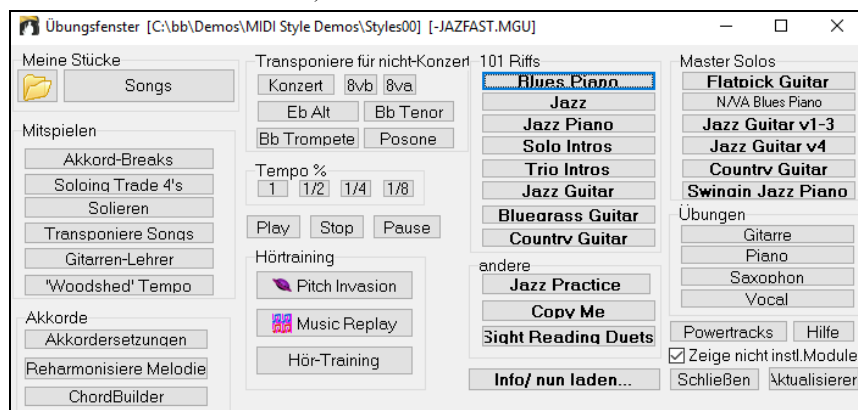 Übungsfenster [C:\bb\Demos\MIDI Style Demos\Styles00] [-JAZFAST.MGU]
Meine Stücke
Songs
Mitspielen
Akkord-Breaks
Soloing Trade 4's
Solieren
Transponiere Songs
Gitarren-Lehrer
'Woodshed' Tempo
Akkorde
Akkordersetzungen
Reharmonisiere Melodie
ChordBuilder
Transponiere für nicht-Konzert
Konzert 8vb 8va
Eb Alt Bb Tenor
Bb Trompete Posone
Tempo %
1 1/2 1/4 1/8
Play Stop Pause
Hörtraining
Pitch Invasion
Music Replay
Hör-Training
101 Riffs
Blues Piano
Jazz
Jazz Piano
Solo Intros
Trio Intros
Jazz Guitar
Bluegrass Guitar
Country Guitar
andere
Jazz Practice
Copy Me
Sight Reading Duets
Info/ nun laden...
Master Solos
Flatpick Guitar
N/VA Blues Piano
Jazz Guitar v1-3
Jazz Guitar v4
Country Guitar
Swingin Jazz Piano
Übungen
Gitarre
Piano
Saxophon
Vocal
Powertracks Hilfe
Zeige nicht instl.Module
Schließen Aktualisieren